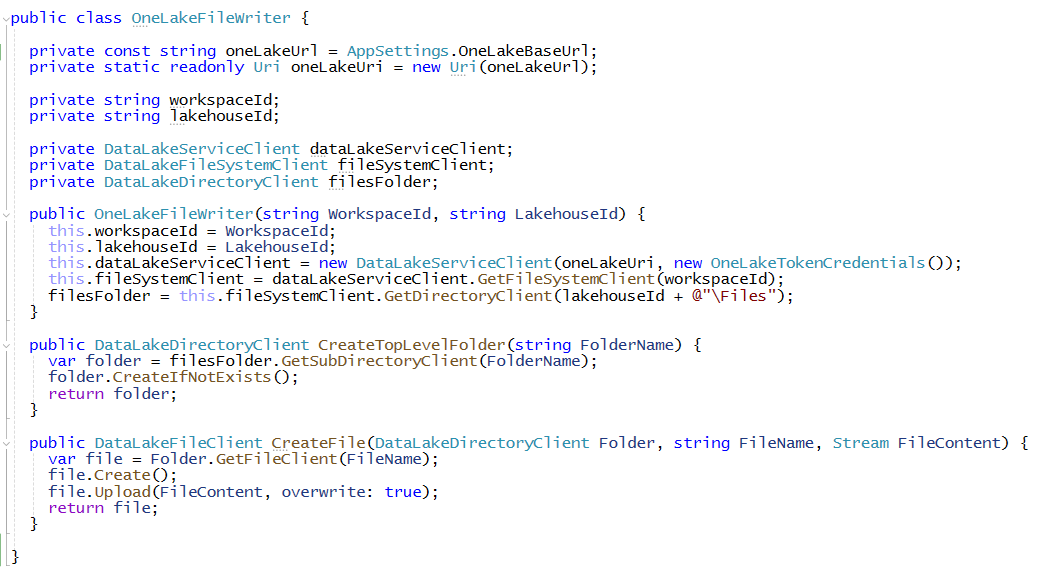 public class OneLakeFileWriter {
private const string oneLakeUrl = AppSettings.OneLakeBaseUrl;
private static readonly Uri oneLakeUri = new Uri(oneLakeUrl);
private string workspaceId;
private string lakehouseId;
private DataLakeServiceClient dataLakeServiceClient;
private DataLakeFileSystemClient fileSystemClient;
private DataLakeDirectoryClient filesFolder;
public OneLakeFileWriter(string WorkspaceId, string LakehouseId) {
this.workspaceId = WorkspaceId;
this.lakehouseId = LakehouseId;
this.dataLakeServiceClient = new DataLakeServiceClient(oneLakeUri, new OneLakeTokenCredentials());
this.fileSystemClient = dataLakeServiceClient.GetFileSystemClient(workspaceId);
filesFolder = this.fileSystemClient.GetDirectoryClient(lakehouseId + @"\Files");
}
public DataLakeDirectoryClient CreateTopLevelFolder(string FolderName) {
var folder = filesFolder.GetSubDirectoryClient(FolderName);
folder.CreateIfNotExists();
return folder;
}
public DataLakeFileClient CreateFile(DataLakeDirectoryClient Folder, string FileName, Stream FileContent) {
var file = Folder.GetFileClient(FileName);
file.Create();
file.Upload(FileContent, overwrite: true);
return file;
}
}